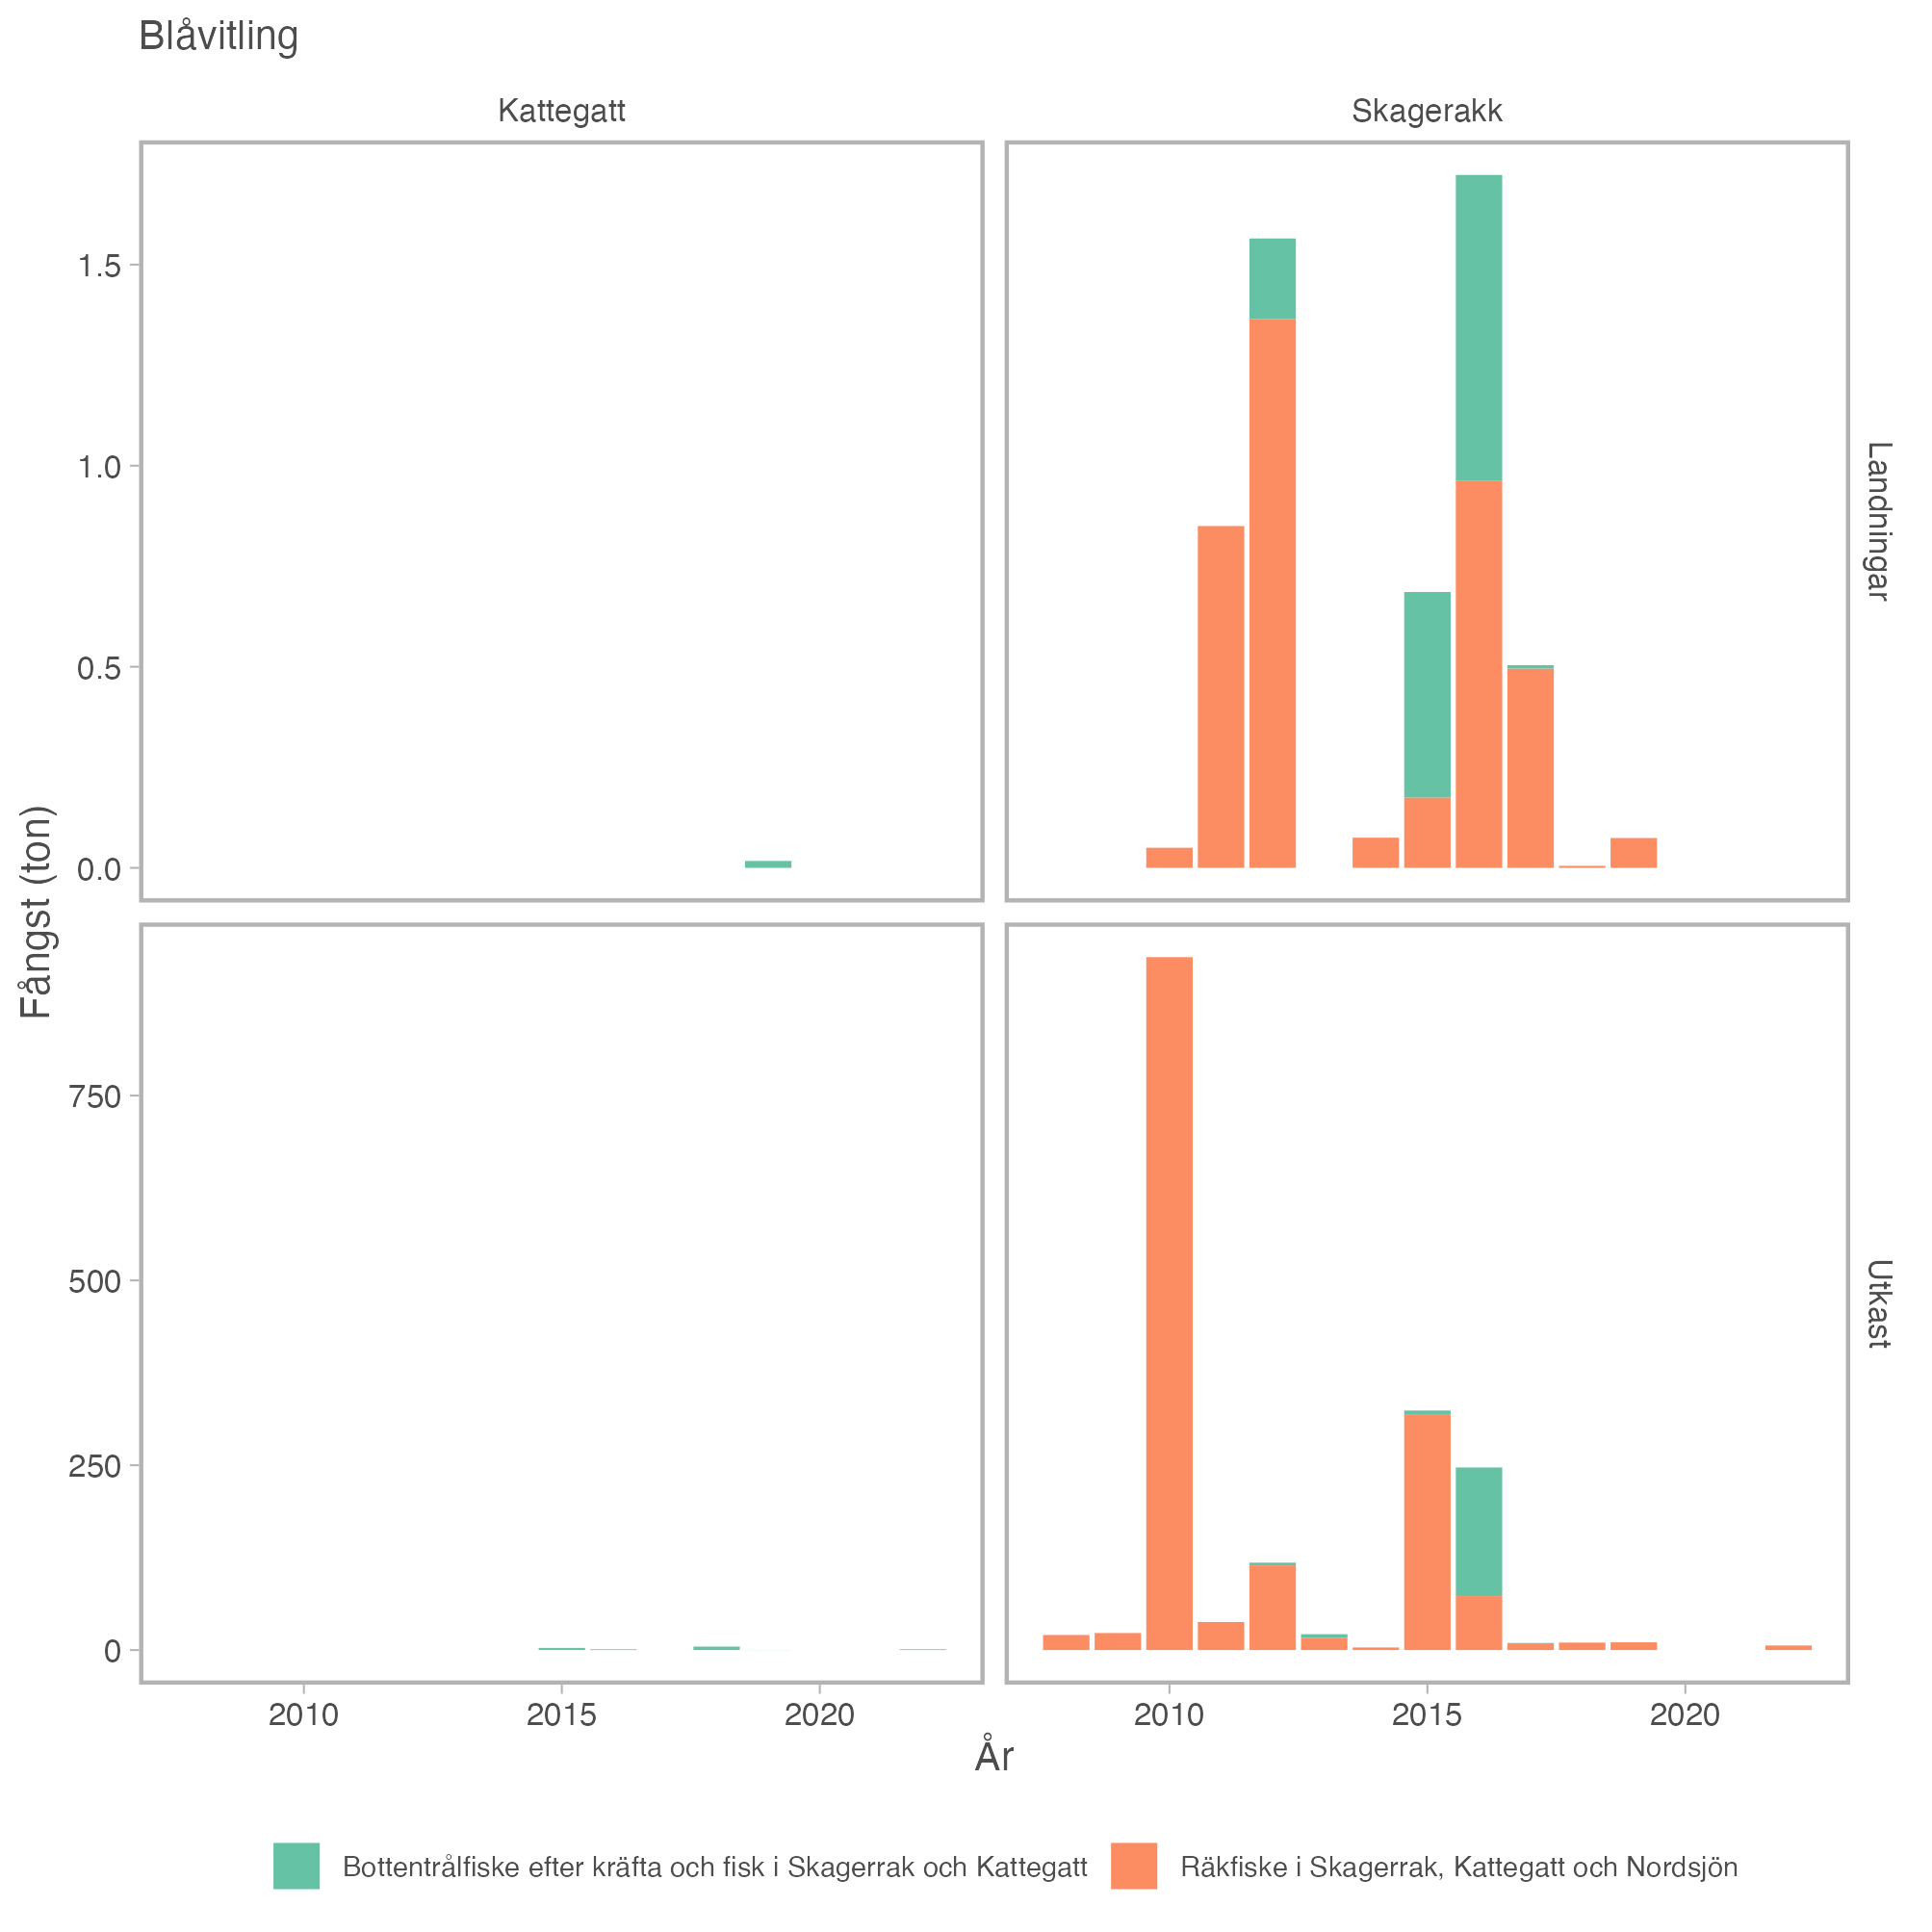 Blåvitling
Kattegatt
Skagerakk
1.5
1.0
0.5
0.0
Landningar
Fångst (ton)
750
500
250
0
Utkast
2010
2015
2020
2010
2015
2020
År
Bottentrålfiske efter kräfta och fisk i Skagerrak och Kattegatt
Räkfiske i Skagerrak, Kattegatt och Nordsjön